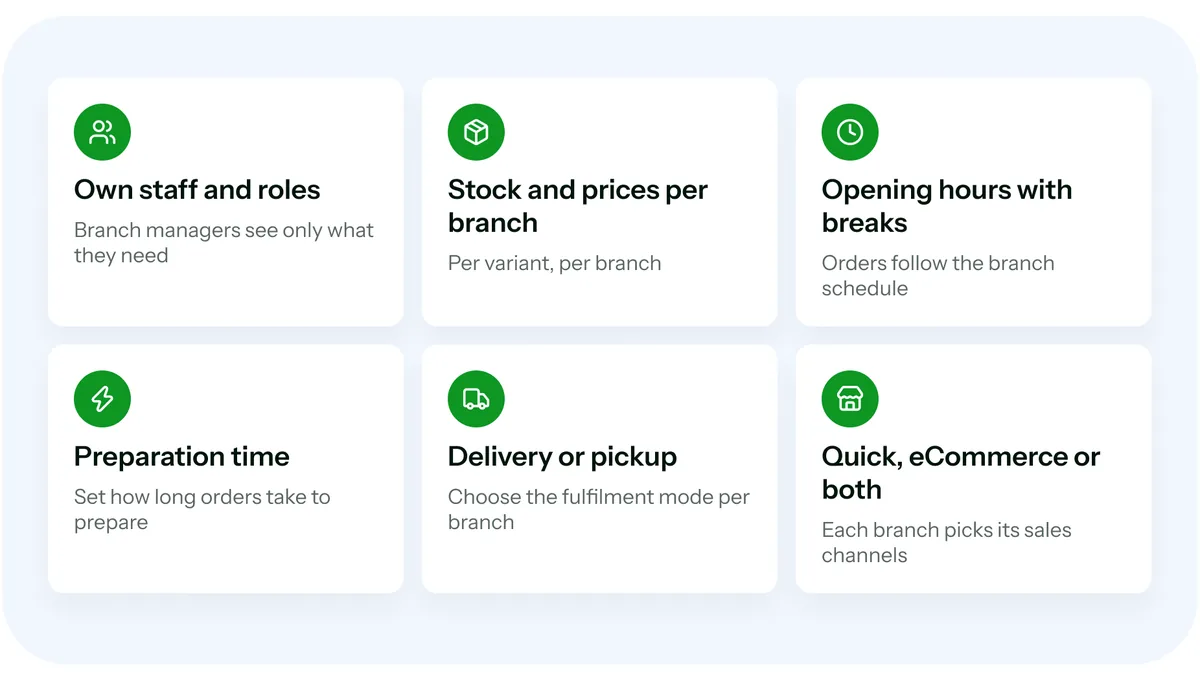 Own staff and roles
Branch managers see only what
they need
Stock and prices per
branch
Per variant, per branch
Opening hours with
breaks
Orders follow the branch
schedule
Preparation time
Set how long orders take to
prepare
Delivery or pickup
Choose the fulfilment mode per
branch
Quick, eCommerce or
both
Each branch picks its sales
channels